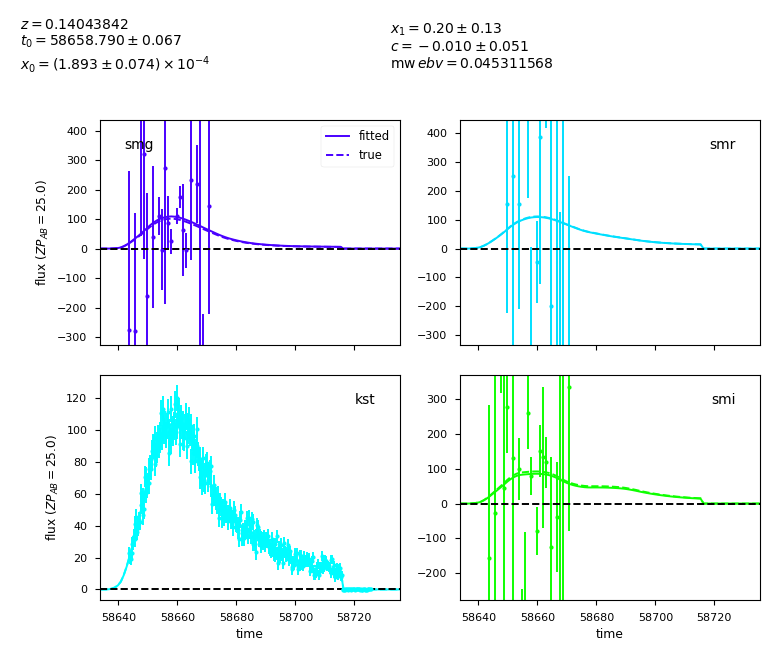 z = 0.14043842
t₀ = 58658.790 ± 0.067
x₀ = (1.893 ± 0.074) × 10⁻⁴
x₁ = 0.20 ± 0.13
c = −0.010 ± 0.051
mw ebv = 0.045311568
smg
fitted
true
400
300
200
100
0
−100
−200
−300
flux (ZP_AB = 25.0)
smr
400
300
200
100
0
−100
−200
−300
kst
120
100
80
60
40
20
0
flux (ZP_AB = 25.0)
58640 58660 58680 58700 58720
time
smi
300
200
100
0
−100
−200
58640 58660 58680 58700 58720
time